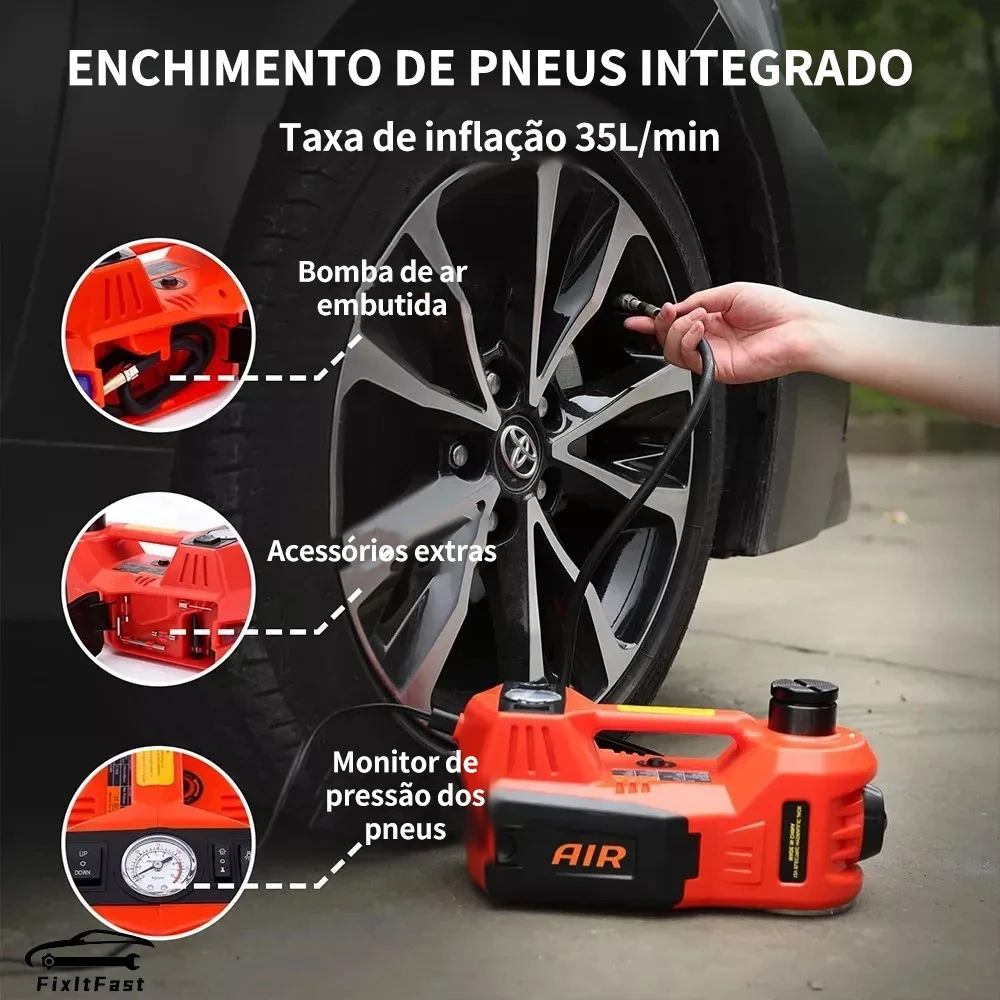 ENCHIMENTO DE PNEUS INTEGRADO
Taxa de inflação 35L/min
Bomba de ar
embutida
Acessórios extras
Monitor de
pressão dos
pneus
UP
DOWN
AIR
FixItFast